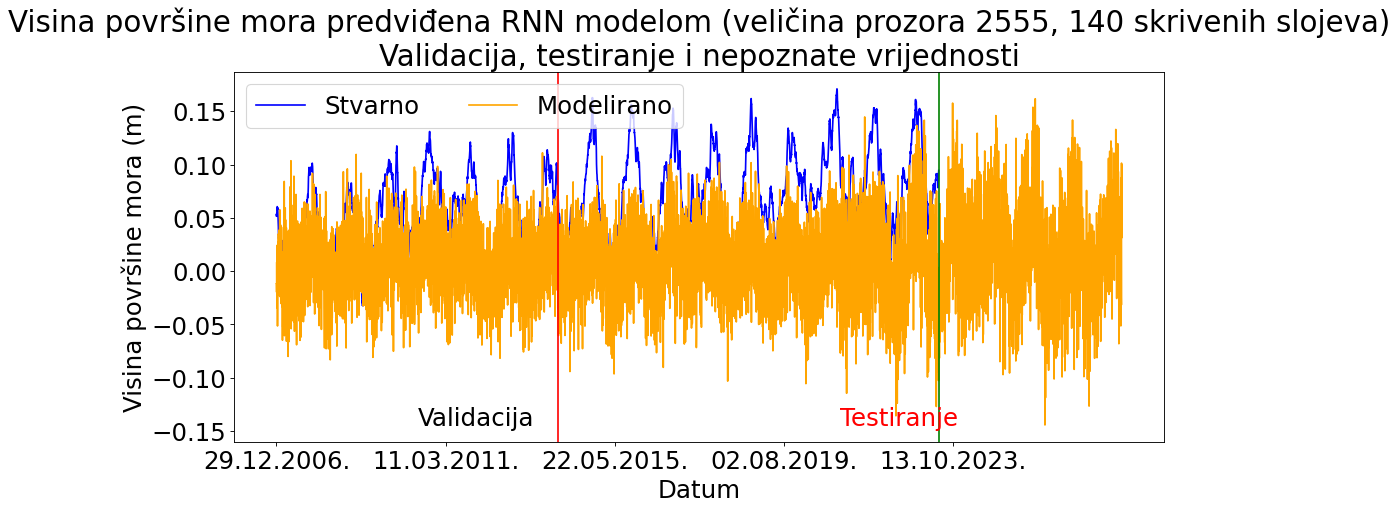 Visina površine mora predviđena RNN modelom (veličina prozora 2555, 140 skrivenih slojeva)
Validacija, testiranje i nepoznate vrijednosti
Stvarno Modelirano
Visina površine mora (m)
0.15
0.10
0.05
0.00
−0.05
−0.10
−0.15
Validacija
Testiranje
29.12.2006. 11.03.2011. 22.05.2015. 02.08.2019. 13.10.2023.
Datum